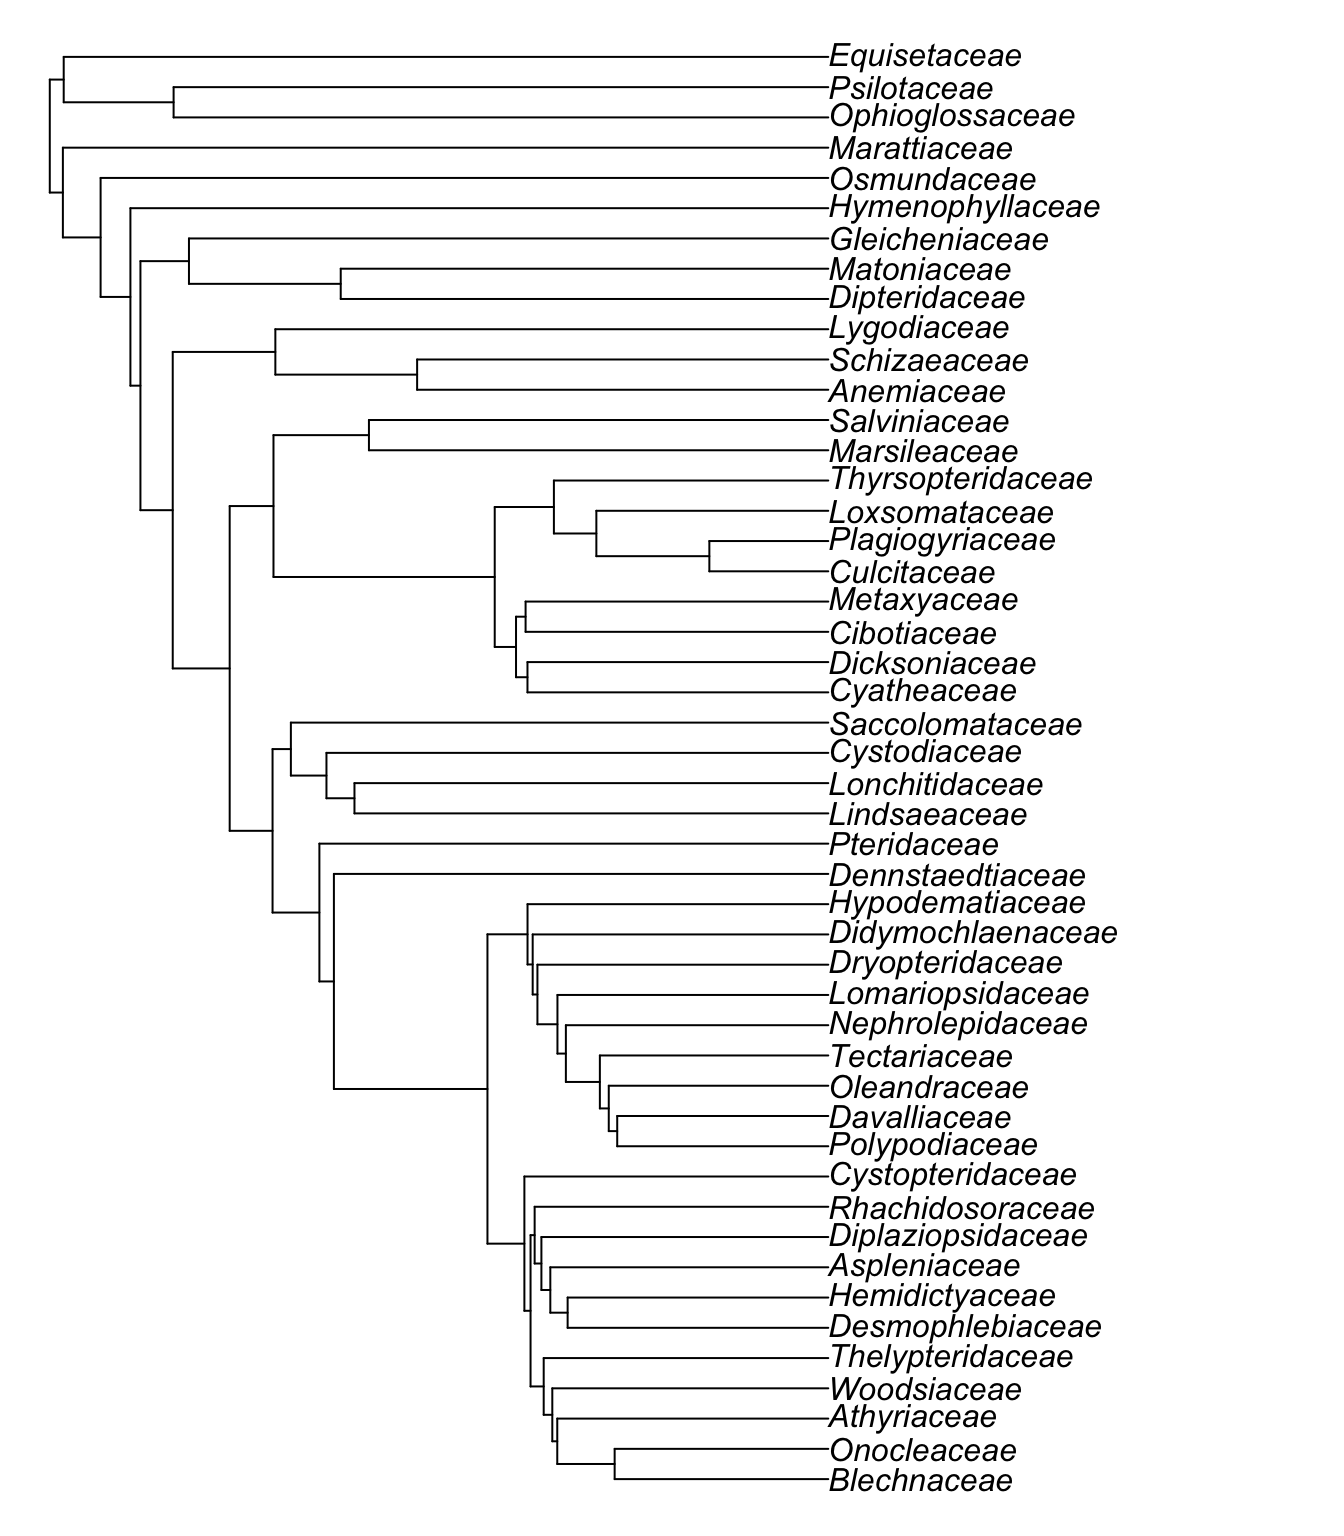 Equisetaceae
Psilotaceae
Ophioglossaceae
Marattiaceae
Osmundaceae
Hymenophyllaceae
Gleicheniaceae
Matoniaceae
Dipteridaceae
Lygodiaceae
Schizaeaceae
Anemiaceae
Salviniaceae
Marsileaceae
Thyrsopteridaceae
Loxsomataceae
Plagiogyriaceae
Culcitaceae
Metaxyaceae
Cibotiaceae
Dicksoniaceae
Cyatheaceae
Saccolomataceae
Cystodiaceae
Lonchitidaceae
Lindsaeaceae
Pteridaceae
Dennstaedtiaceae
Hypodematiaceae
Didymochlaenaceae
Dryopteridaceae
Lomariopsidaceae
Nephrolepidaceae
Tectariaceae
Oleandraceae
Davalliaceae
Polypodiaceae
Cystopteridaceae
Rhachidosoraceae
Diplaziopsidaceae
Aspleniaceae
Hemidictyaceae
Desmophlebiaceae
Thelypteridaceae
Woodsiaceae
Athyriaceae
Onocleaceae
Blechnaceae